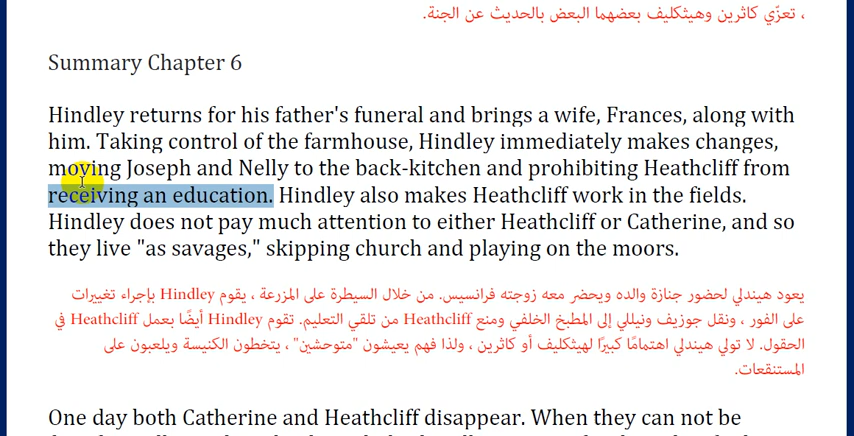 ، تعزّي كاثرين وهيثكليف بعضهما البعض بالحديث عن الجنة.
Summary Chapter 6
Hindley returns for his father's funeral and brings a wife, Frances, along with
him. Taking control of the farmhouse, Hindley immediately makes changes,
moving Joseph and Nelly to the back-kitchen and prohibiting Heathcliff from
receiving an education. Hindley also makes Heathcliff work in the fields.
Hindley does not pay much attention to either Heathcliff or Catherine, and so
they live "as savages," skipping church and playing on the moors.
يعود هيندلي لحضور جنازة والده ويحضر معه زوجته فرانسيس. من خلال السيطرة على المزرعة ، يقوم Hindley بإجراء تغييرات
على الفور ، ونقل جوزيف ونيللي إلى المطبخ الخلفي ومنع Heathcliff من تلقي التعليم. تقوم Hindley أيضًا بعمل Heathcliff في
الحقول. لا تولي هيندلي اهتمامًا كبيرًا لهيثكليف أو كاثرين ، ولذا فهم يعيشون "متوحشين" ، يتخطون الكنيسة ويلعبون على
المستنقعات.
One day both Catherine and Heathcliff disappear. When they can not be